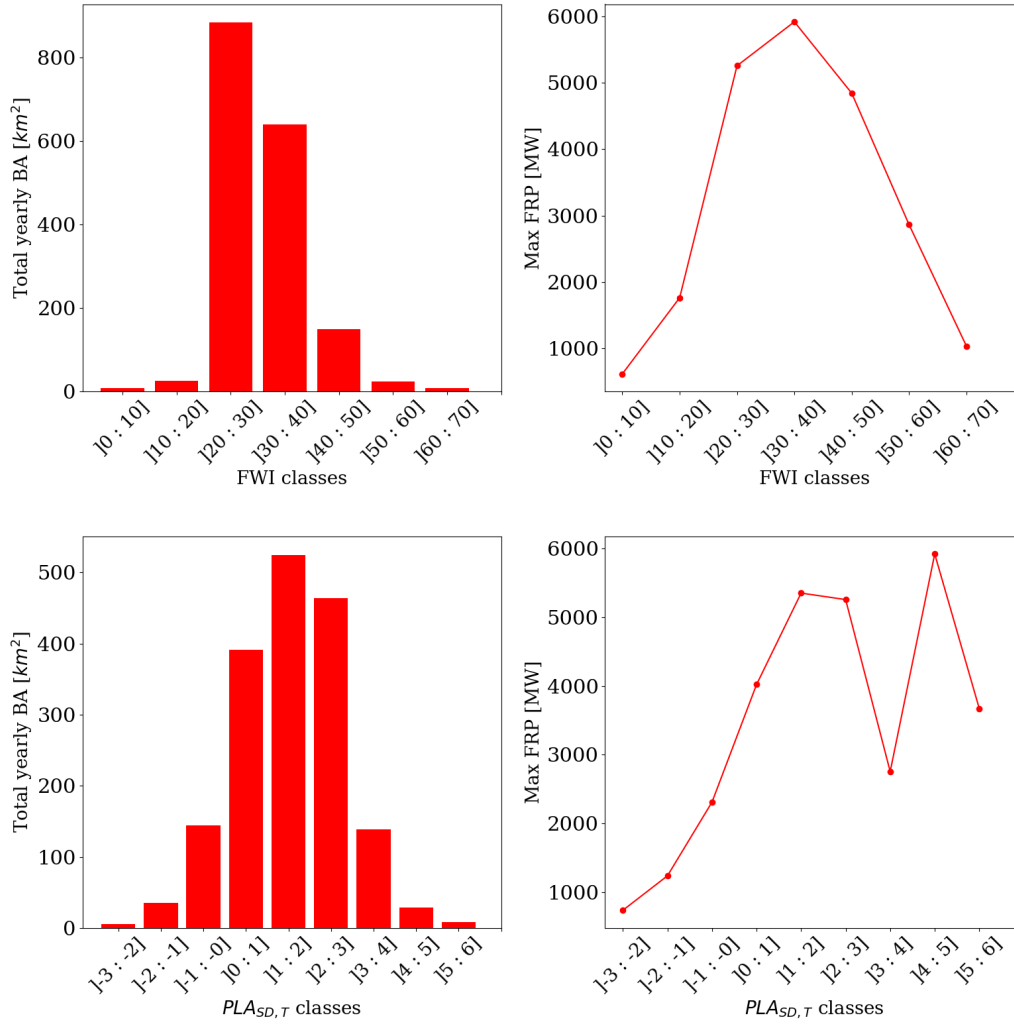 Total yearly BA [km²]
800
600
400
200
0
]0 : 10]
]10 : 20]
]20 : 30]
]30 : 40]
]40 : 50]
]50 : 60]
]60 : 70]
FWI classes
Max FRP [MW]
6000
5000
4000
3000
2000
1000
]0 : 10]
]10 : 20]
]20 : 30]
]30 : 40]
]40 : 50]
]50 : 60]
]60 : 70]
FWI classes
Total yearly BA [km²]
500
400
300
200
100
0
]-3 : -2]
]-2 : -1]
]-1 : -0]
]0 : 1]
]1 : 2]
]2 : 3]
]3 : 4]
]4 : 5]
]5 : 6]
PLA_{SD, T} classes
Max FRP [MW]
6000
5000
4000
3000
2000
1000
]-3 : -2]
]-2 : -1]
]-1 : -0]
]0 : 1]
]1 : 2]
]2 : 3]
]3 : 4]
]4 : 5]
]5 : 6]
PLA_{SD, T} classes